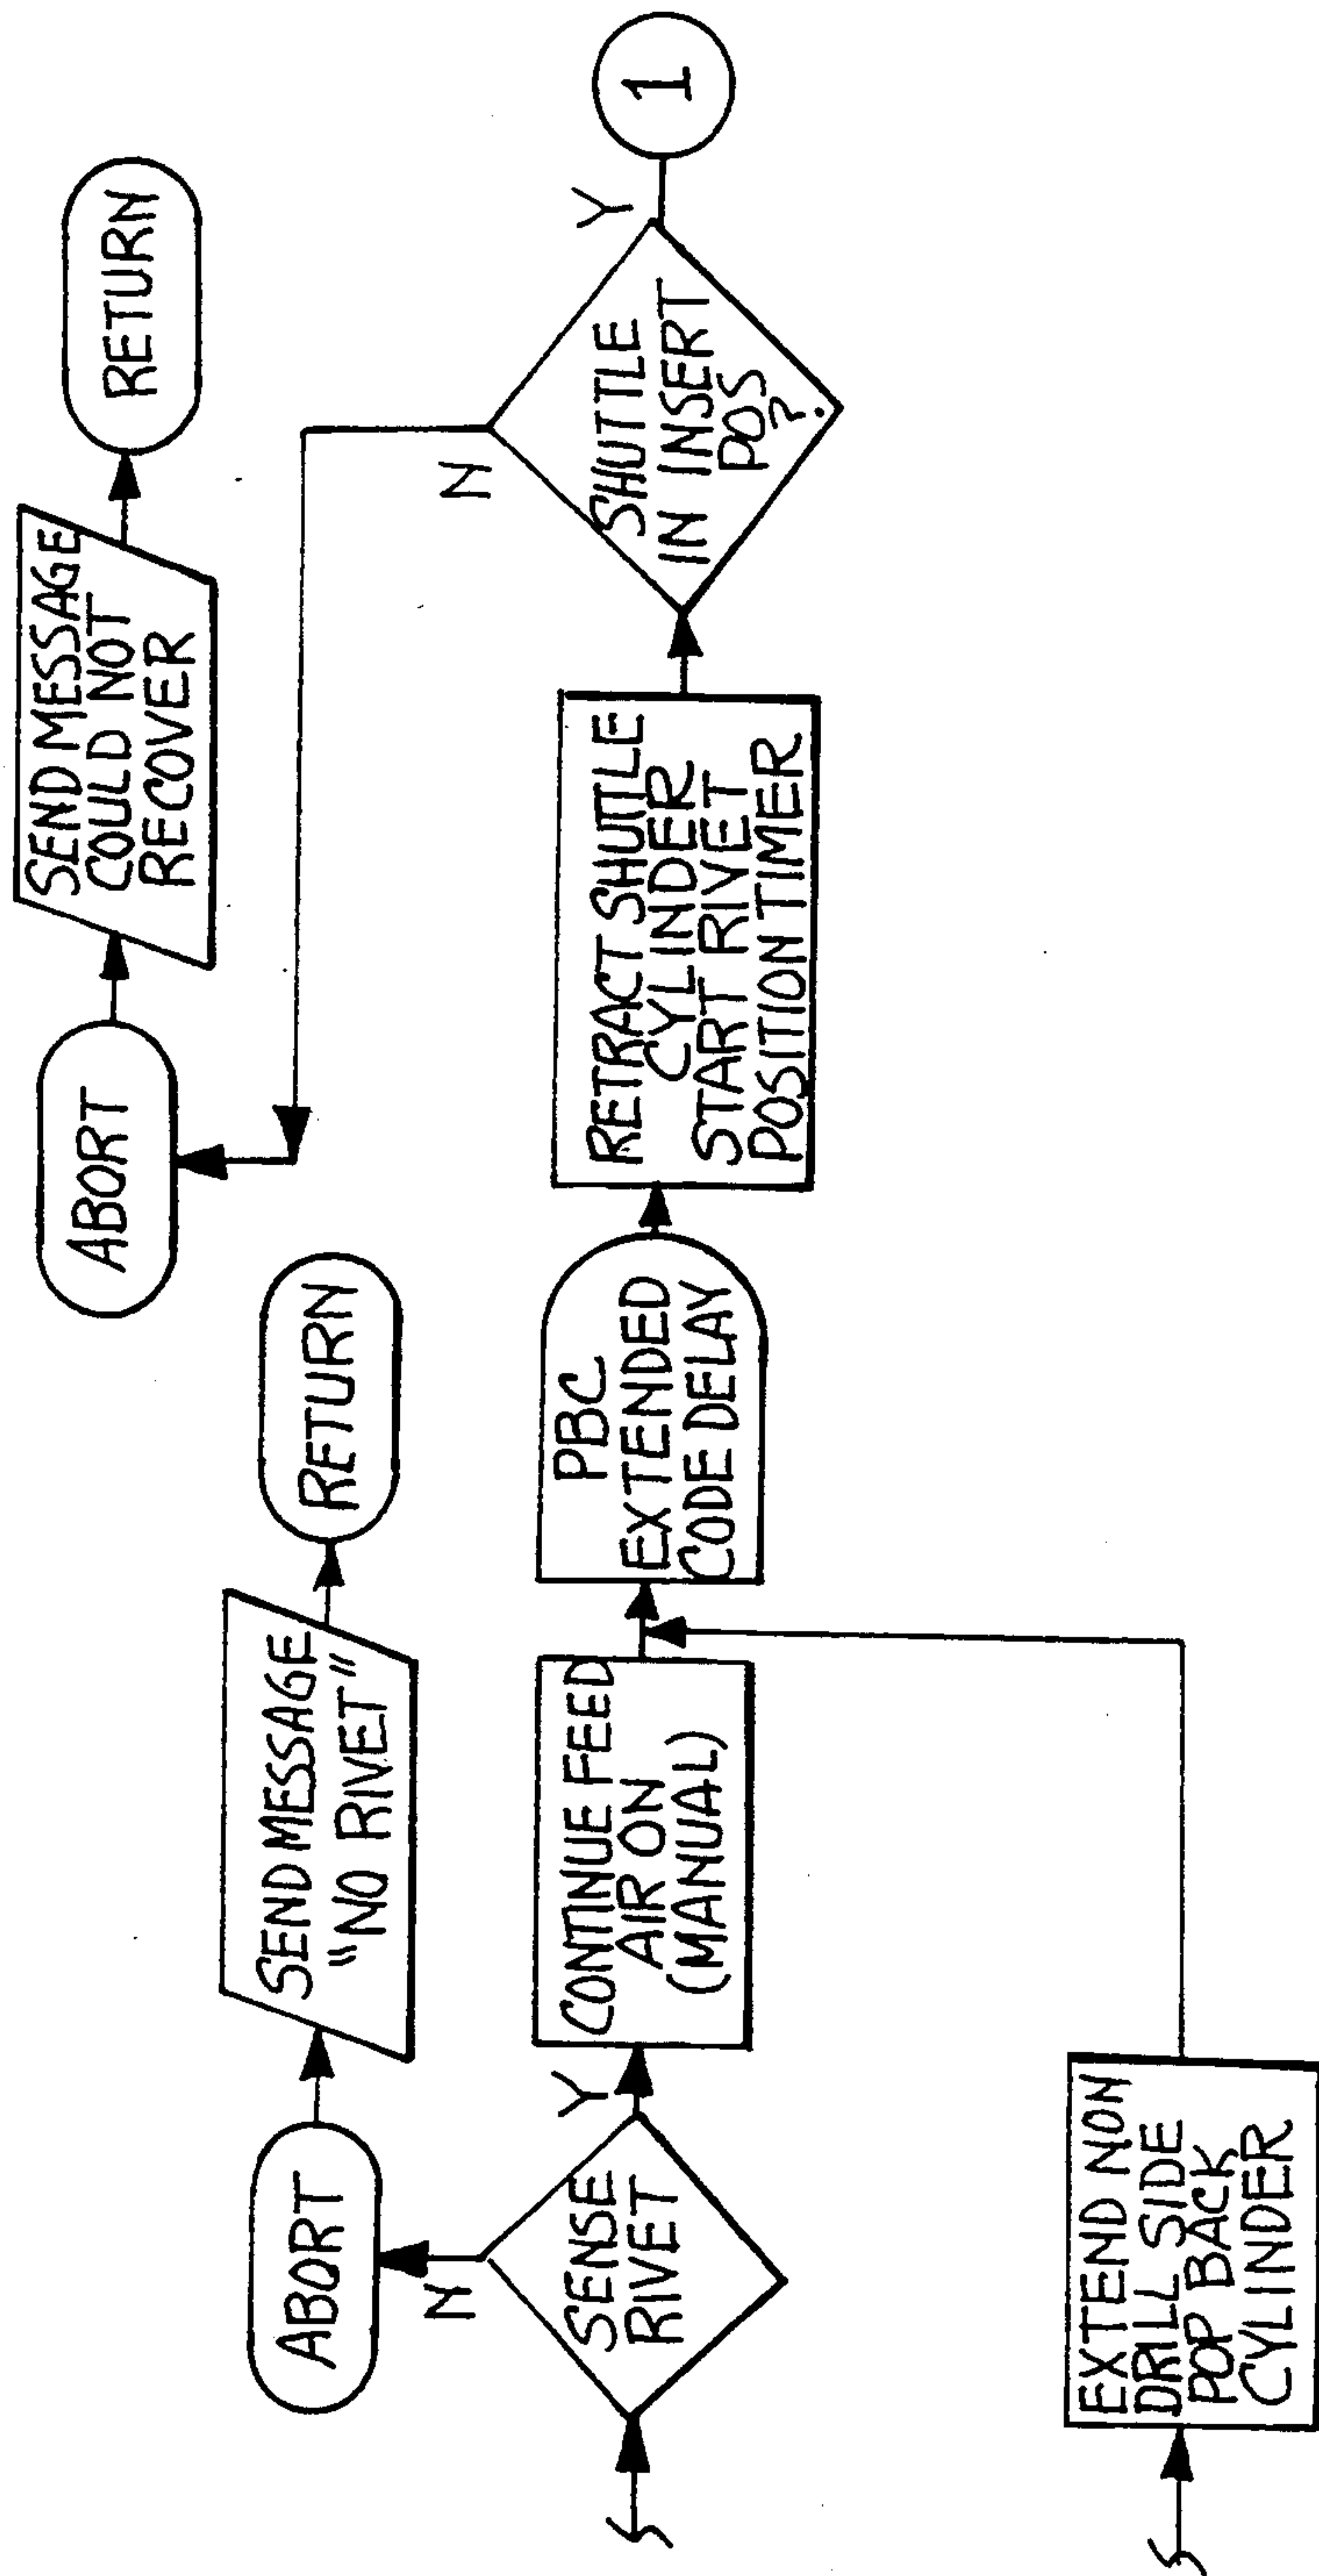 ABORT
SEND MESSAGE
COULD NOT
RECOVER
RETURN
ABORT
SEND MESSAGE
"NO RIVET"
RETURN
N
SENSE
RIVET
Y
CONTINUE FEED
AIR ON
(MANUAL)
PBC
EXTENDED
CODE DELAY
RETRACT SHUTTLE
CYLINDER
START RIVET
POSITION TIMER
N
SHUTTLE
IN INSERT
POS
?
Y
1
EXTEND NON
DRILL SIDE
POP BACK
CYLINDER